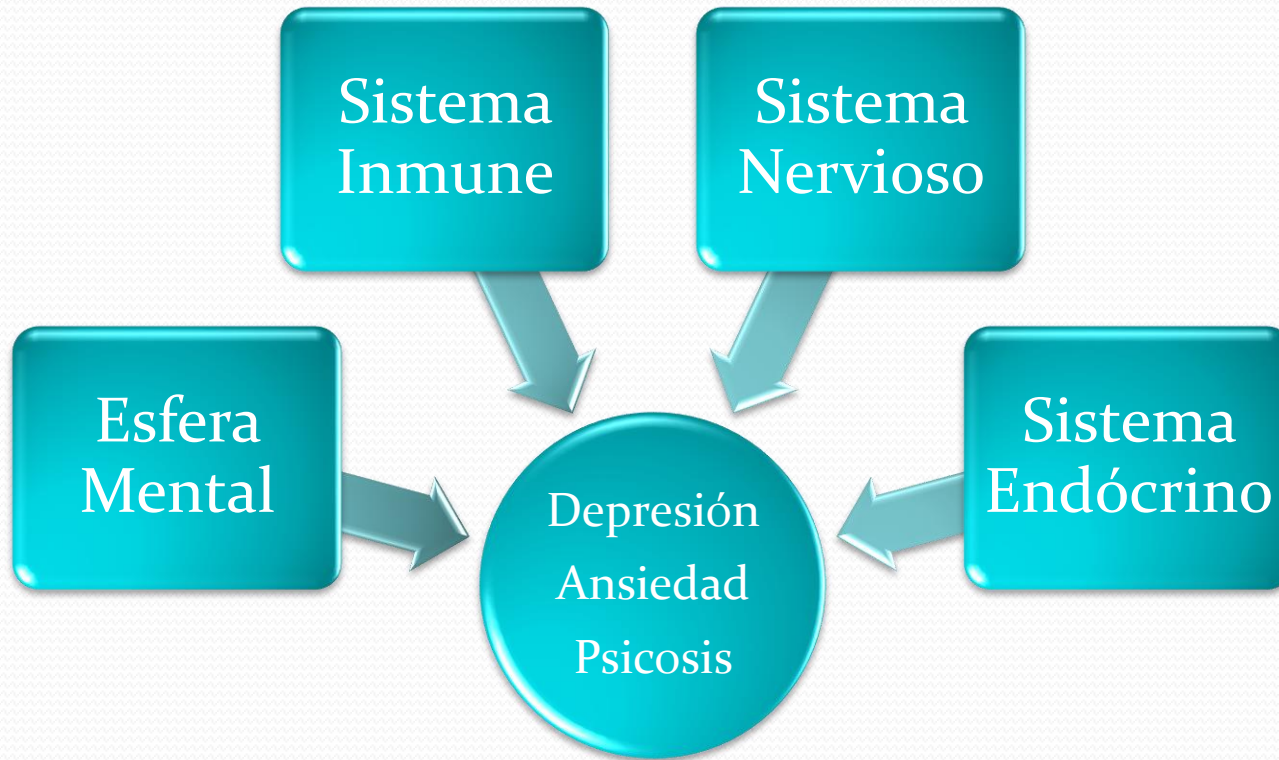 Sistema
Inmune
Sistema
Nervioso
Esfera
Mental
Sistema
Endócrino
Depresión
Ansiedad
Psicosis